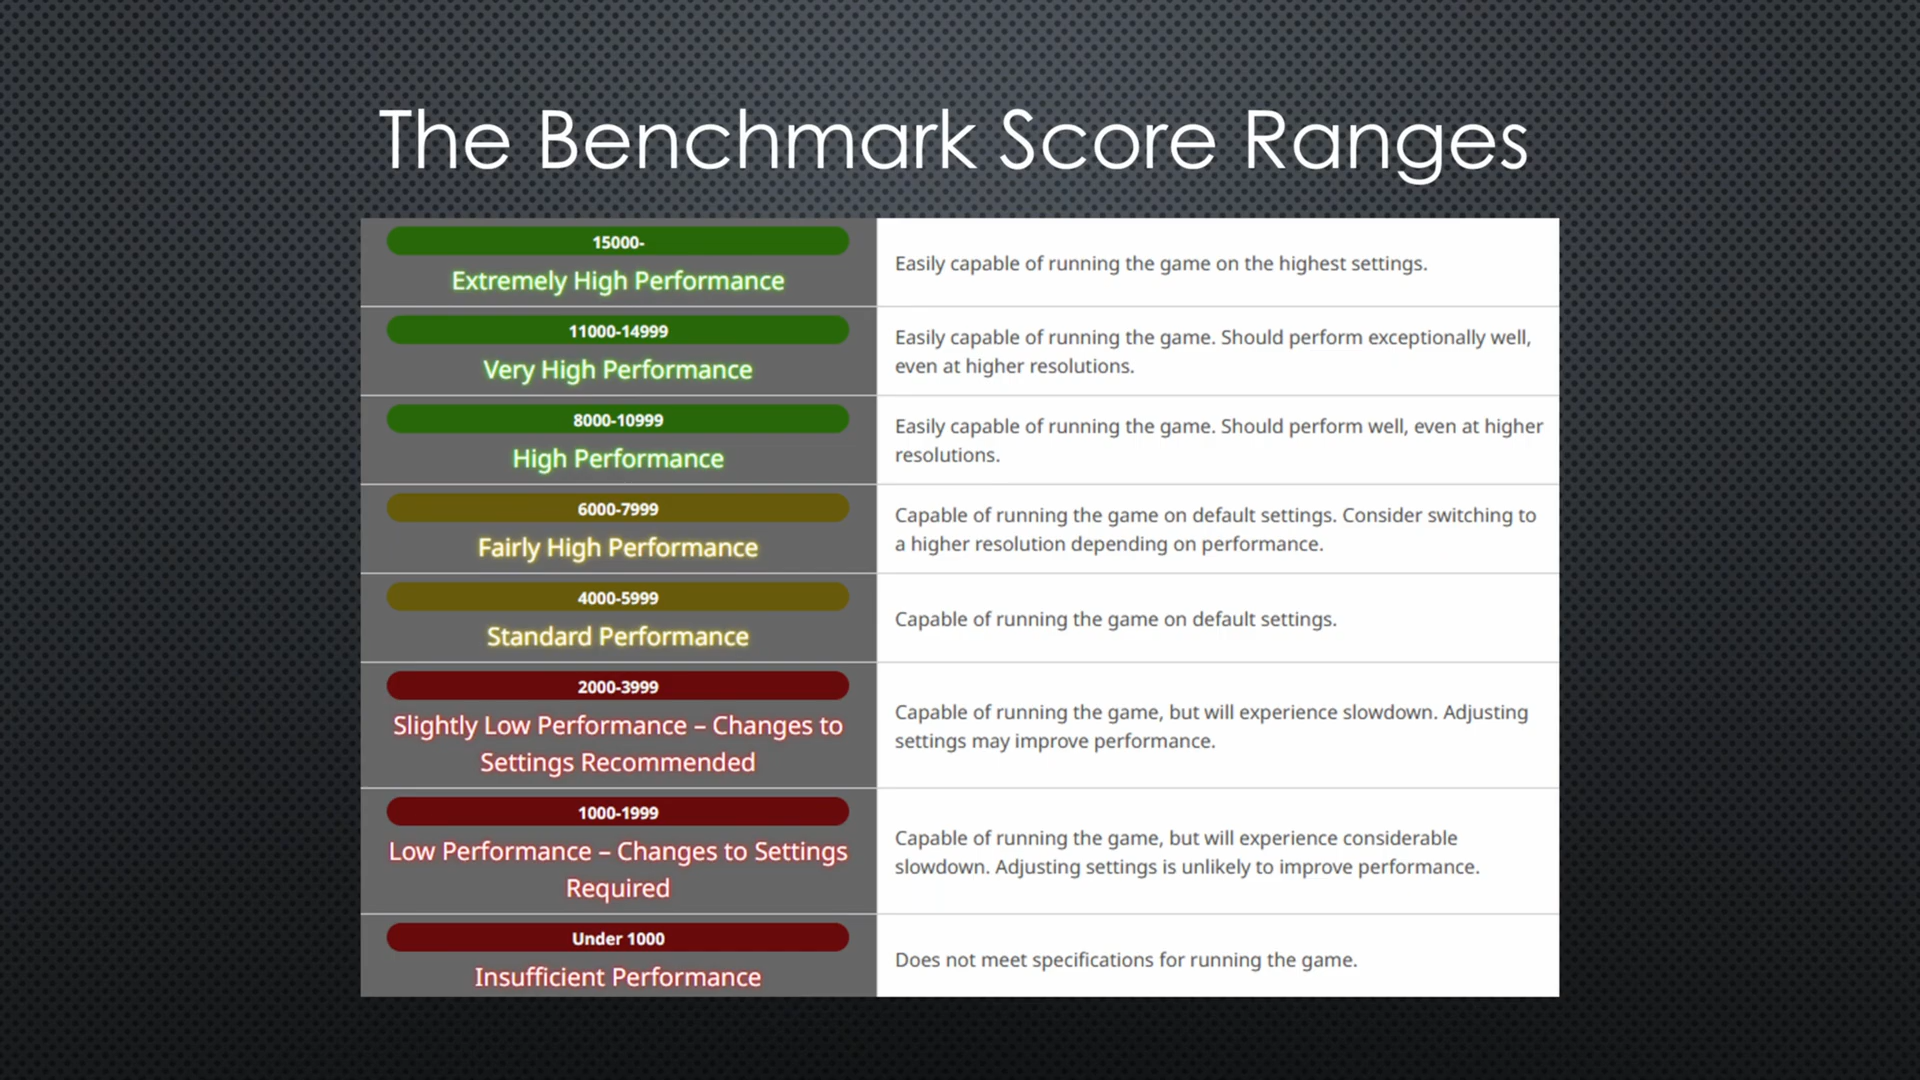 The Benchmark Score Ranges
15000-
Extremely High Performance
Easily capable of running the game on the highest settings.
11000-14999
Very High Performance
Easily capable of running the game. Should perform exceptionally well,
even at higher resolutions.
8000-10999
High Performance
Easily capable of running the game. Should perform well, even at higher
resolutions.
6000-7999
Fairly High Performance
Capable of running the game on default settings. Consider switching to
a higher resolution depending on performance.
4000-5999
Standard Performance
Capable of running the game on default settings.
2000-3999
Slightly Low Performance – Changes to
Settings Recommended
Capable of running the game, but will experience slowdown. Adjusting
settings may improve performance.
1000-1999
Low Performance – Changes to Settings
Required
Capable of running the game, but will experience considerable
slowdown. Adjusting settings is unlikely to improve performance.
Under 1000
Insufficient Performance
Does not meet specifications for running the game.